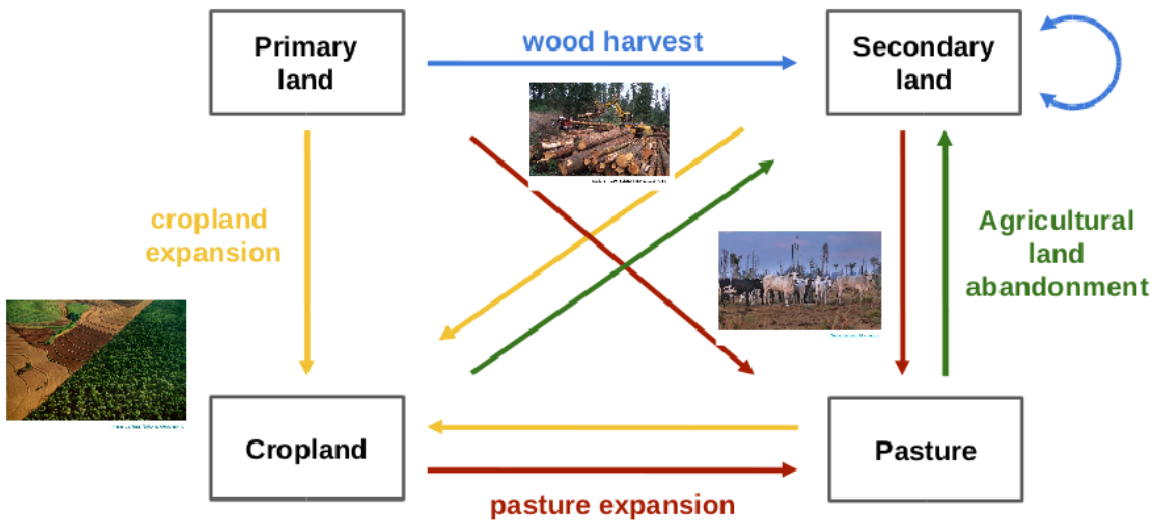 Primary
land
wood harvest
Secondary
land
cropland
expansion
Agricultural
land
abandonment
Cropland
Pasture
pasture expansion